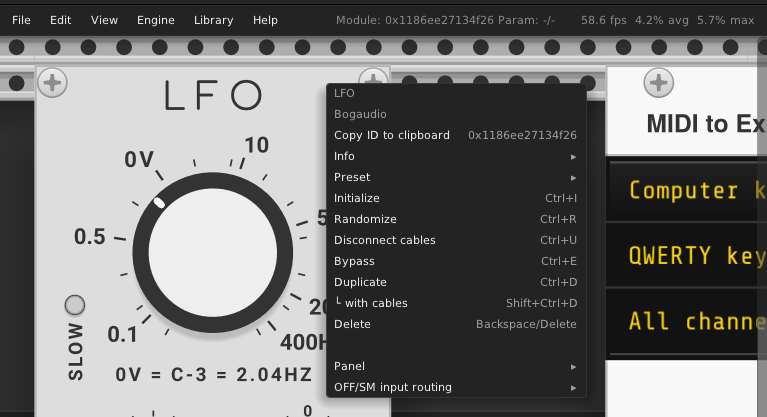 File Edit View Engine Library Help Module: 0x1186ee27134f26 Param: -/- 58.6 fps 4.2% avg 5.7% max
LFO
LFO
Bogaudio
Copy ID to clipboard 0x1186ee27134f26
Info ▸
Preset ▸
Initialize Ctrl+I
Randomize Ctrl+R
Disconnect cables Ctrl+U
Bypass Ctrl+E
Duplicate Ctrl+D
└ with cables Shift+Ctrl+D
Delete Backspace/Delete
Panel ▸
OFF/SM input routing ▸
10
0V
0.5
5
0.1
20
400H
SLOW
0V = C-3 = 2.04HZ
0
MIDI to Ex
Computer k
QWERTY key
All channe